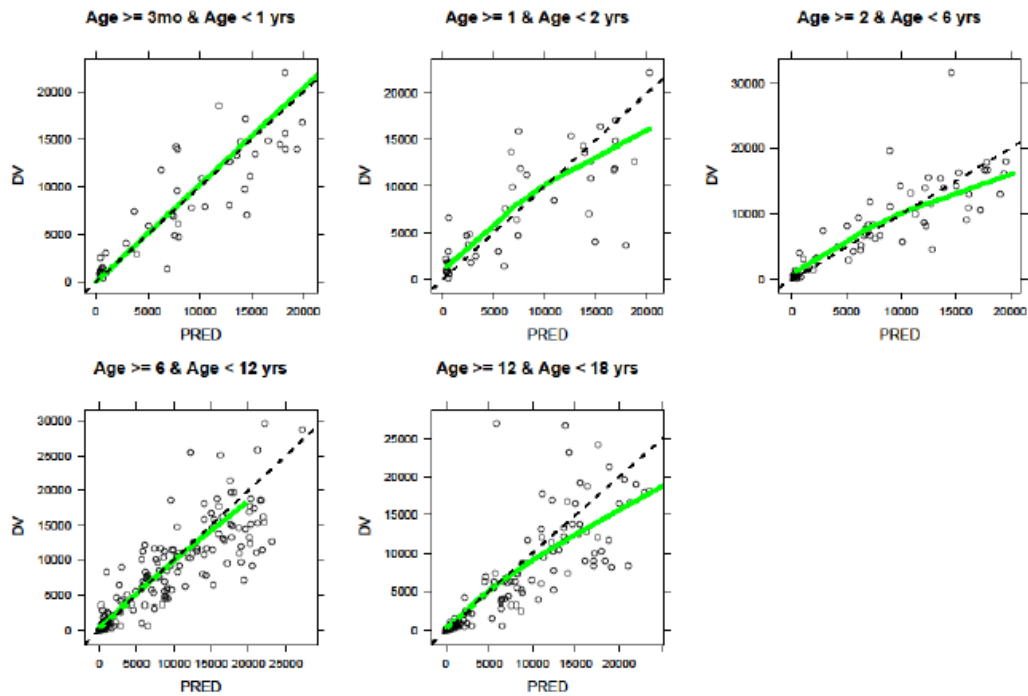 Age >= 3mo & Age < 1 yrs
Age >= 1 & Age < 2 yrs
Age >= 2 & Age < 6 yrs
20000
15000
10000
5000
0
DV
0 5000 10000 15000 20000
PRED
20000
15000
10000
5000
0
DV
0 5000 10000 15000 20000
PRED
30000
20000
10000
0
DV
0 5000 10000 15000 20000
PRED
Age >= 6 & Age < 12 yrs
Age >= 12 & Age < 18 yrs
30000
25000
20000
15000
10000
5000
0
DV
0 5000 10000 15000 20000 25000
PRED
25000
20000
15000
10000
5000
0
DV
0 5000 10000 15000 20000
PRED